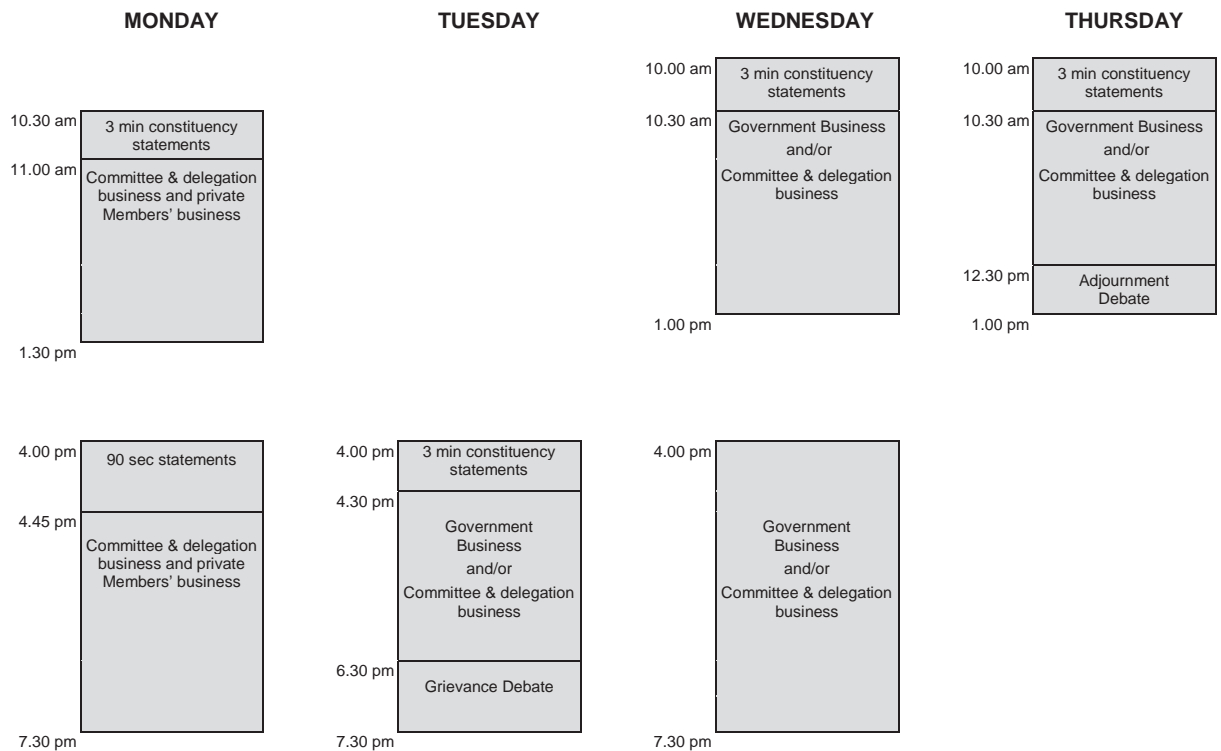 MONDAY
TUESDAY
WEDNESDAY
THURSDAY
10.30 am
3 min constituency
statements
11.00 am
Committee & delegation
business and private
Members’ business
1.30 pm
4.00 pm
90 sec statements
4.45 pm
Committee & delegation
business and private
Members’ business
7.30 pm
4.00 pm
3 min constituency
statements
4.30 pm
Government
Business
and/or
Committee & delegation
business
6.30 pm
Grievance Debate
7.30 pm
10.00 am
3 min constituency
statements
10.30 am
Government Business
and/or
Committee & delegation
business
1.00 pm
4.00 pm
Government
Business
and/or
Committee & delegation
business
7.30 pm
10.00 am
3 min constituency
statements
10.30 am
Government Business
and/or
Committee & delegation
business
12.30 pm
Adjournment
Debate
1.00 pm